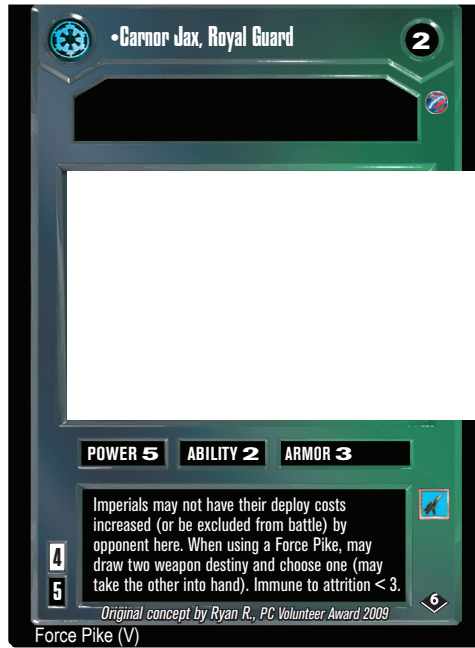 •Carnor Jax, Royal Guard 2
POWER 5 ABILITY 2 ARMOR 3
Imperials may not have their deploy costs
increased (or be excluded from battle) by
opponent here. When using a Force Pike, may
draw two weapon destiny and choose one (may
take the other into hand). Immune to attrition < 3.
4
5
6
Original concept by Ryan R., PC Volunteer Award 2009
Force Pike (V)